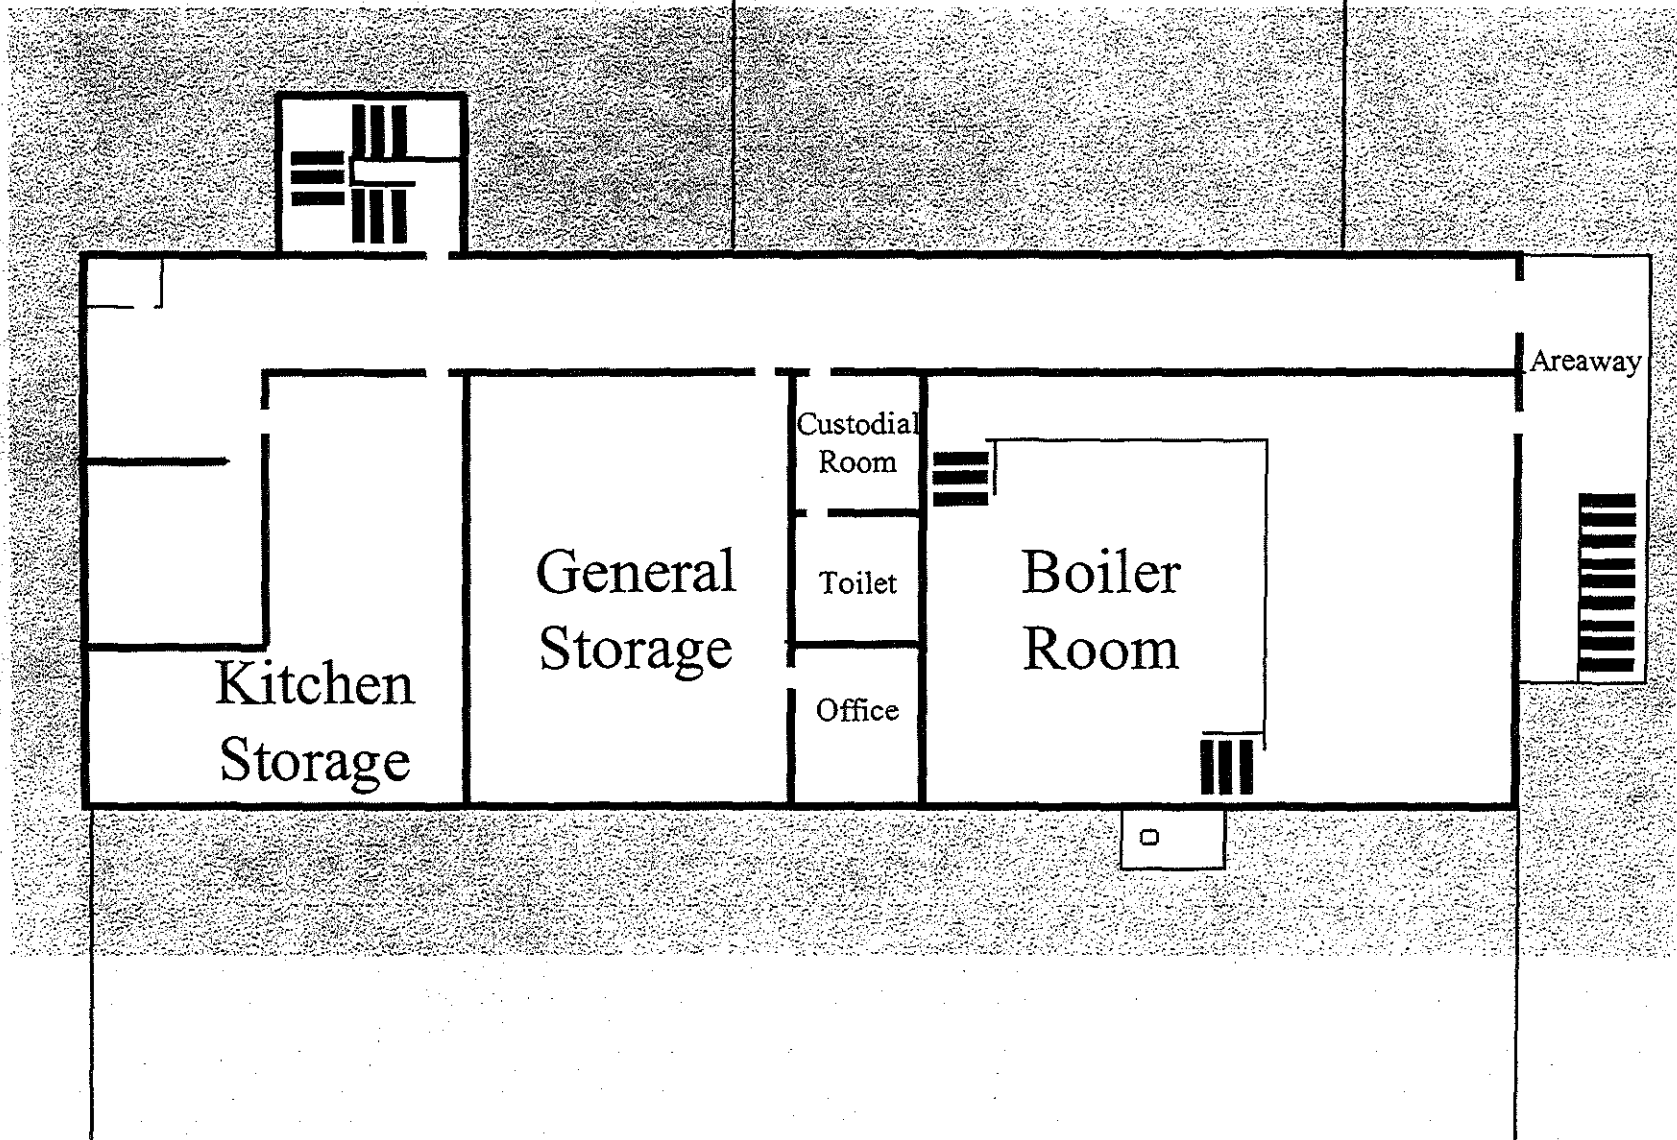 Areaway
Custodial
Room
General
Storage
Toilet
Boiler
Room
Kitchen
Storage
Office